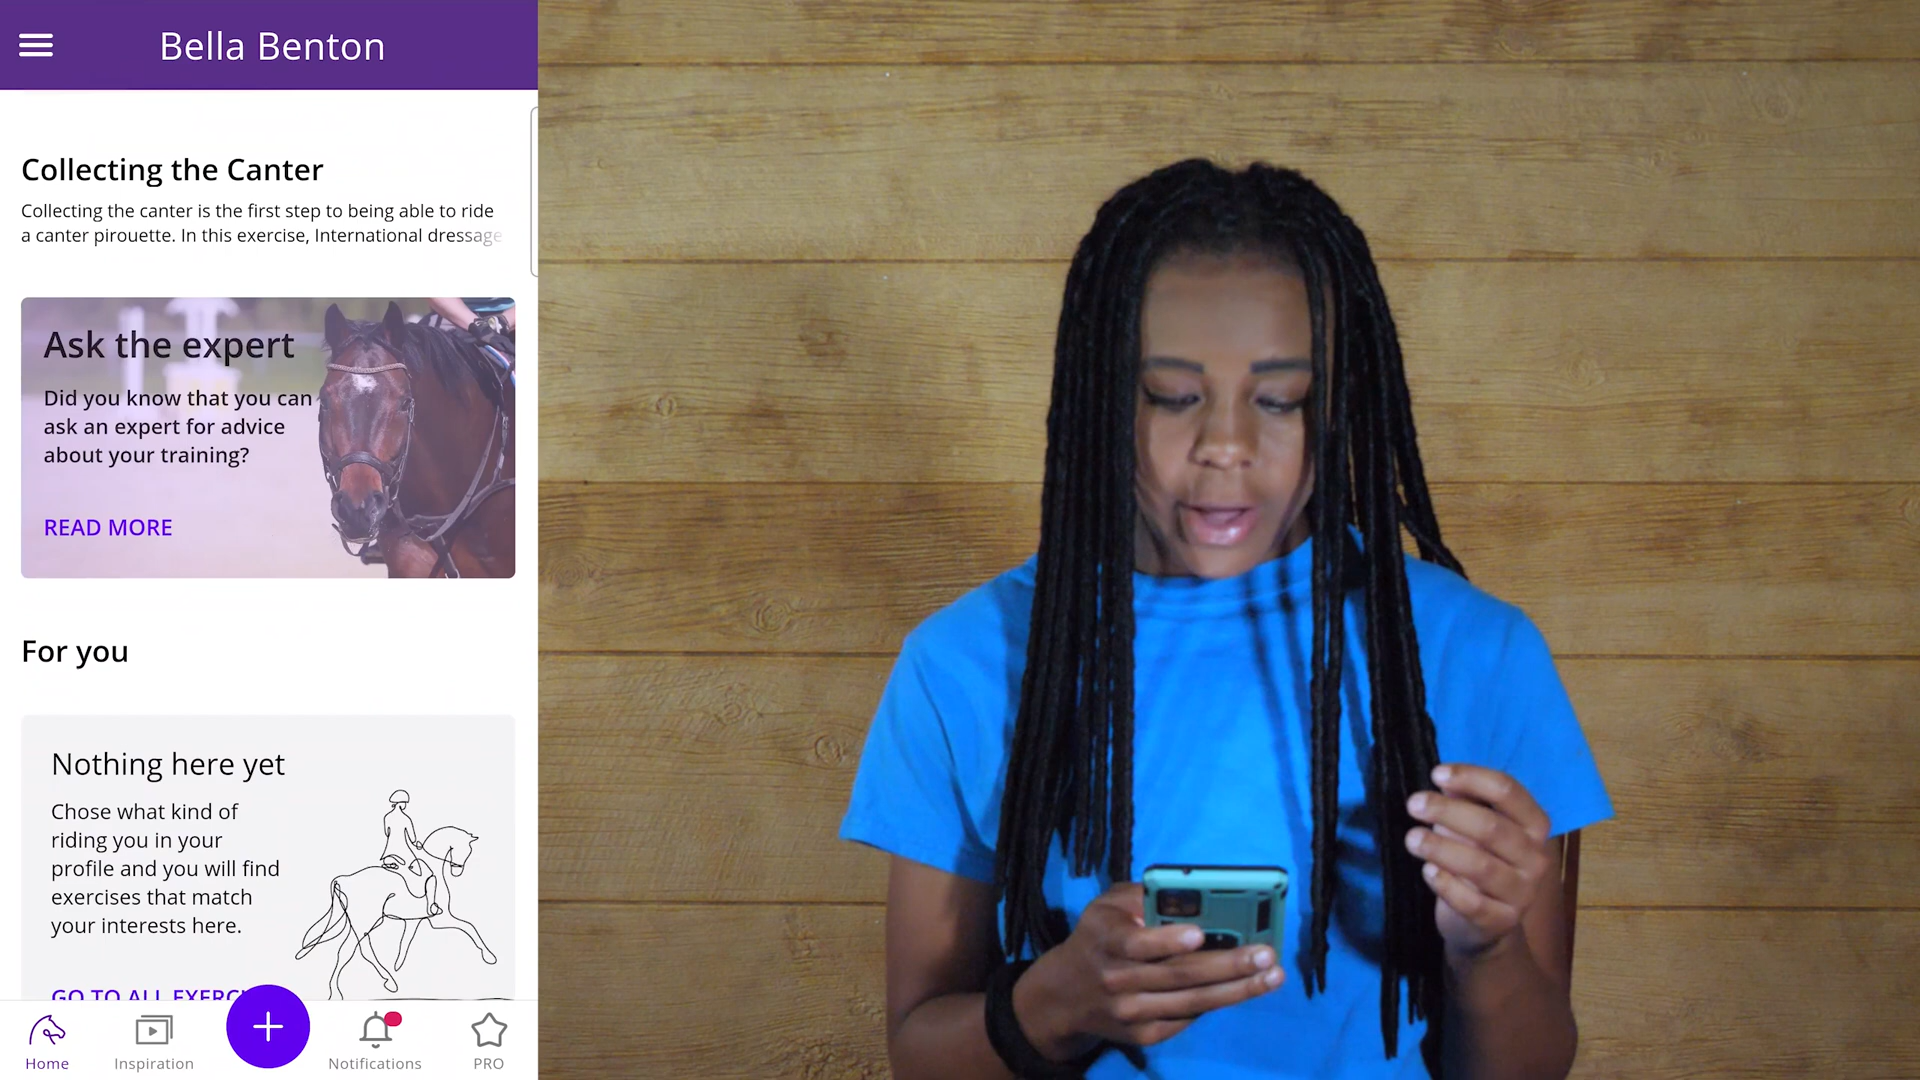 Bella Benton
Collecting the Canter
Collecting the canter is the first step to being able to ride
a canter pirouette. In this exercise, International dressage
Ask the expert
Did you know that you can
ask an expert for advice
about your training?
READ MORE
For you
Nothing here yet
Chose what kind of
riding you in your
profile and you will find
exercises that match
your interests here.
GO TO ALL
Home
Inspiration
Notifications
PRO